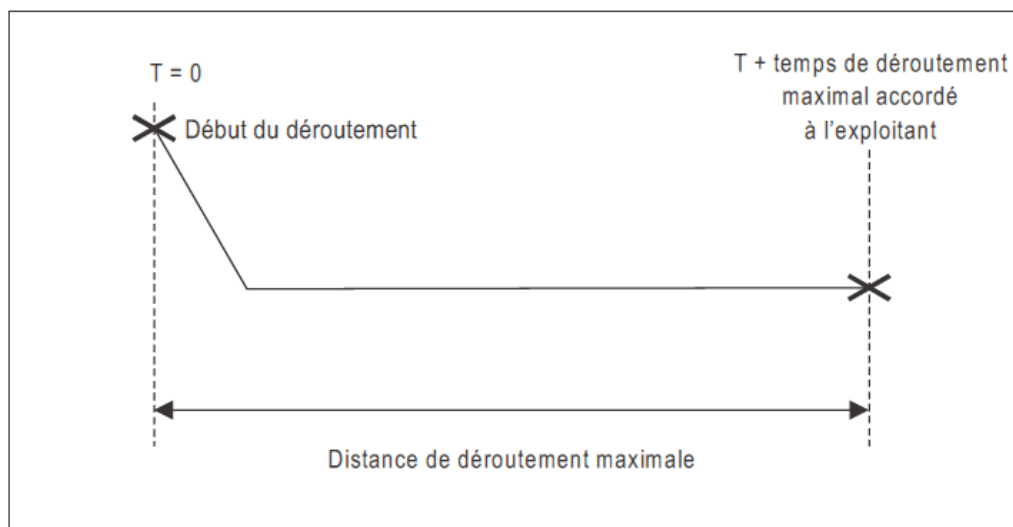 T = 0
Début du déroutement
T + temps de déroutement
maximal accordé
à l’exploitant
Distance de déroutement maximale